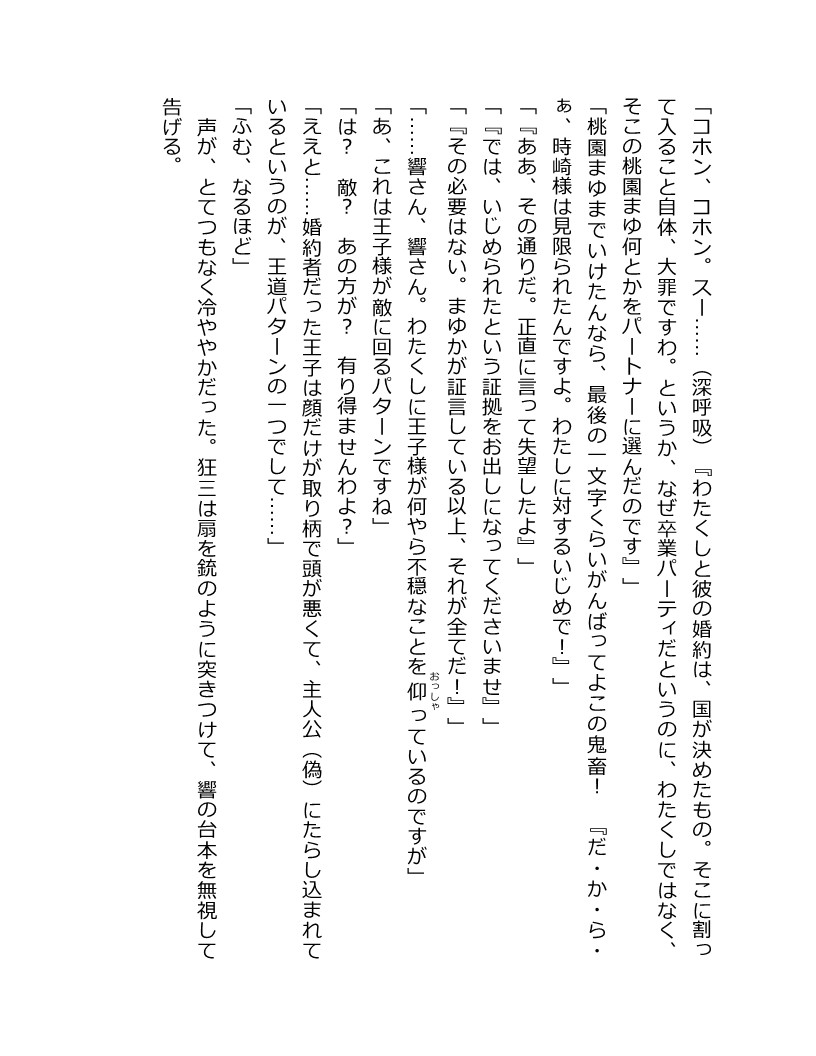 「コホン、コホン。スー……（深呼吸）『わたくしと彼の婚約は、国が決めたもの。そこに割っ
て入ること自体、大罪ですわ。というか、なぜ卒業パーティだというのに、わたくしではなく、
そこの桃園まゆ何とかをパートナーに選んだのです』」
「桃園まゆまでいけたんなら、最後の一文字くらいがんばってよこの鬼畜！　『だ・か・ら・
ぁ、時崎様は見限られたんですよ。わたしに対するいじめで！』」
「『ああ、その通りだ。正直に言って失望したよ』」
「『では、いじめられたという証拠をお出しになってくださいませ』」
「『その必要はない。まゆかが証言している以上、それが全てだ！』」
「……響さん、響さん。わたくしに王子様が何やら不穏なことを仰おっしゃっているのですが」
「あ、これは王子様が敵に回るパターンですね」
「は？　敵？　あの方が？　有り得ませんわよ？」
「ええと……婚約者だった王子は顔だけが取り柄で頭が悪くて、主人公（偽）にたらし込まれて
いるというのが、王道パターンの一つでして……」
「ふむ、なるほど」
　声が、とてつもなく冷ややかだった。狂三は扇を銃のように突きつけて、響の台本を無視して
告げる。